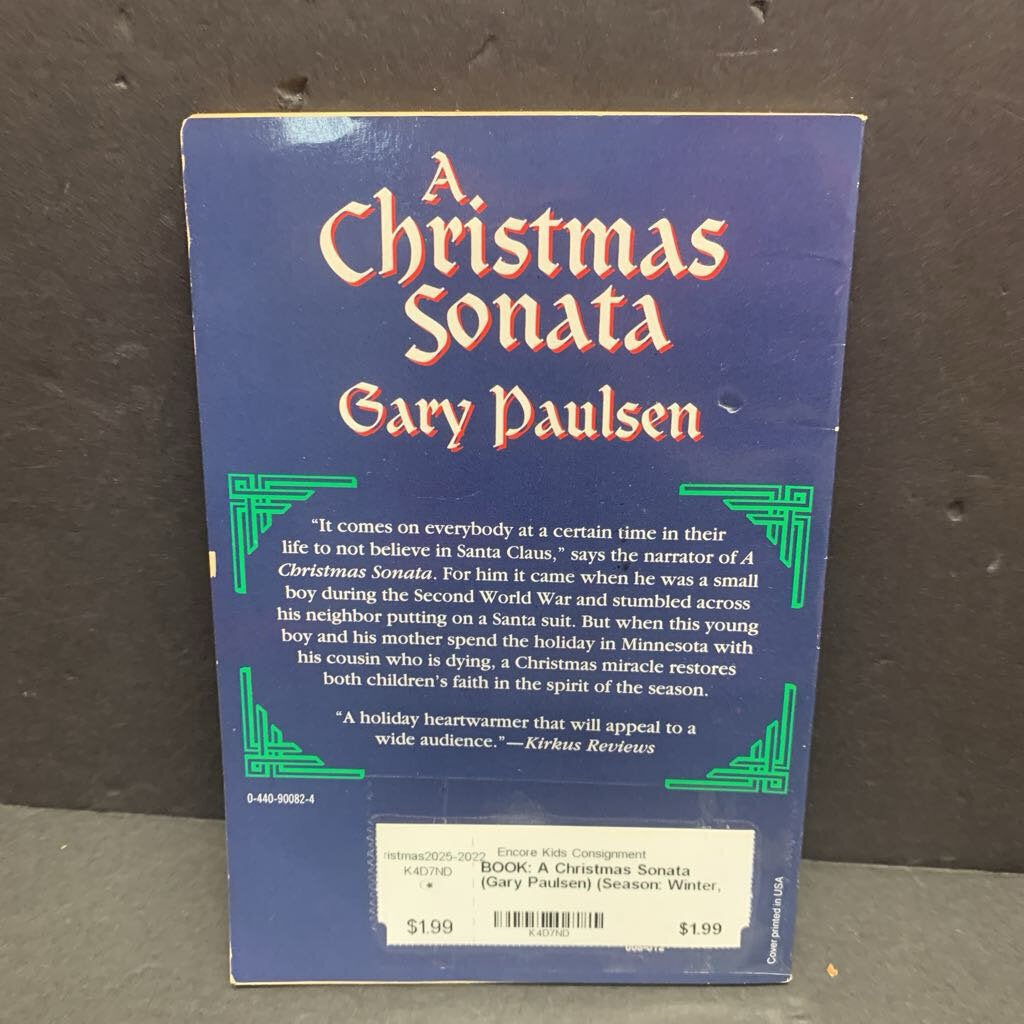 A
Christmas
Sonata
Gary Paulsen
“It comes on everybody at a certain time in their
life to not believe in Santa Claus,” says the narrator of A
Christmas Sonata. For him it came when he was a small
boy during the Second World War and stumbled across
his neighbor putting on a Santa suit. But when this young
boy and his mother spend the holiday in Minnesota with
his cousin who is dying, a Christmas miracle restores
both children’s faith in the spirit of the season.
“A holiday heartwarmer that will appeal to a
wide audience.”—Kirkus Reviews
0-440-90082-4
ristmas2025-2022
K4D7ND
$1.99
Encore Kids Consignment
BOOK: A Christmas Sonata
(Gary Paulsen) (Season: Winter,
K4D7ND
$1.99
Cover printed in USA